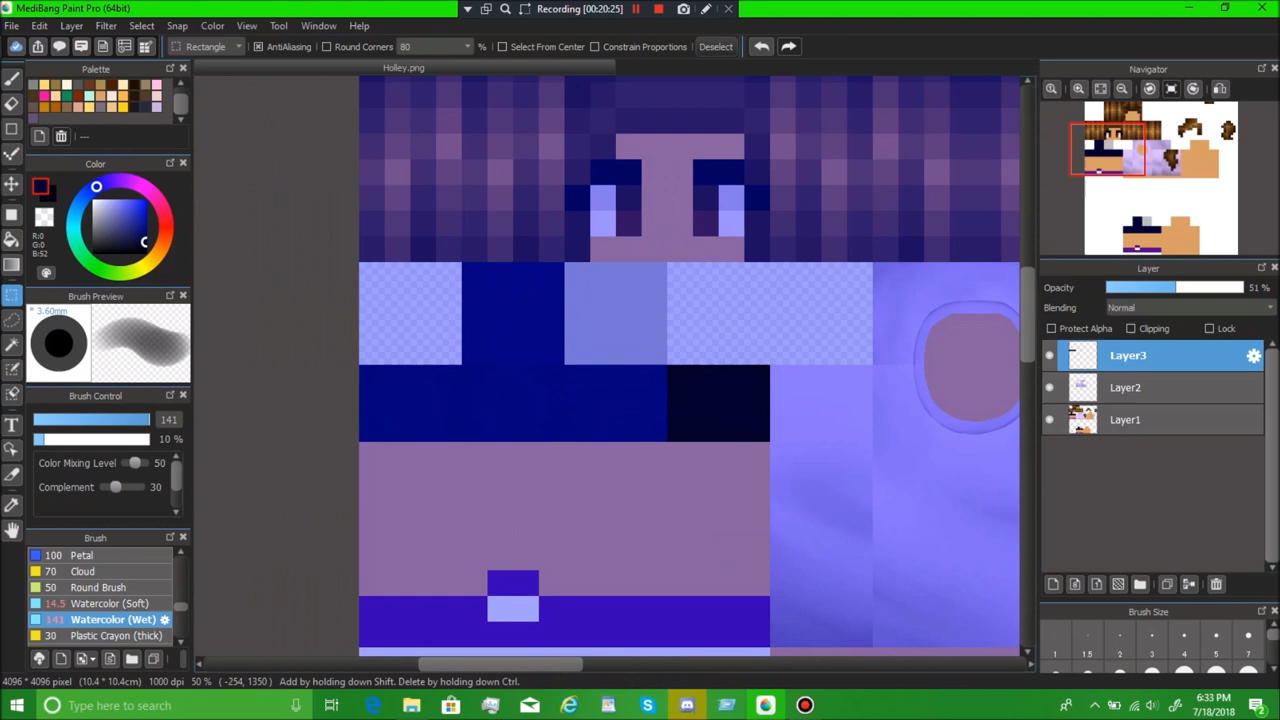 MediBang Paint Pro (64bit)
Recording [00:20:25]
File Edit Layer Filter Select Snap Color View Tool Window Help
Rectangle AntiAliasing Round Corners 80 % Select From Center Constrain Proportions Deselect
Palette
Holley.png
Navigator
---
Color
R:0
G:0
B:52
Brush Preview
* 3.60mm
Layer
Opacity 51 %
Blending Normal
Protect Alpha Clipping Lock
Layer3
Layer2
Layer1
Brush Control
141
10 %
Color Mixing Level 50
Complement 30
Brush
100 Petal
70 Cloud
50 Round Brush
14.5 Watercolor (Soft)
141 Watercolor (Wet)
30 Plastic Crayon (thick)
Brush Size
1 1.5 2 3 4 5 7
4096 * 4096 pixel (10.4 * 10.4cm) 1000 dpi 50 % (-254, 1350) Add by holding down Shift. Delete by holding down Ctrl.
Type here to search
6:33 PM
7/18/2018